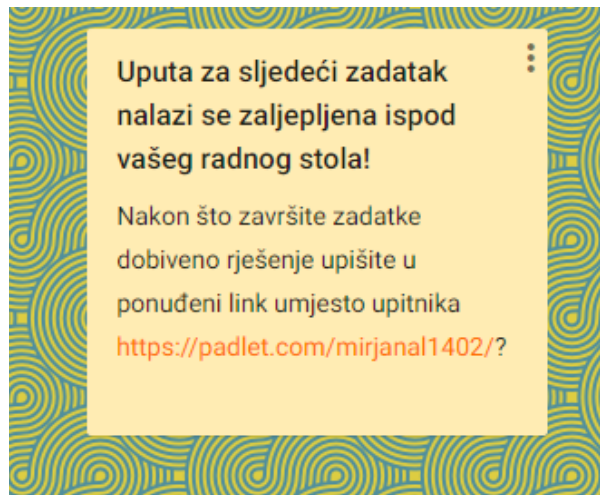 Uputa za sljedeći zadatak
nalazi se zaljepljena ispod
vašeg radnog stola!
Nakon što završite zadatke
dobiveno rješenje upišite u
ponuđeni link umjesto upitnika
https://padlet.com/mirjanal1402/?